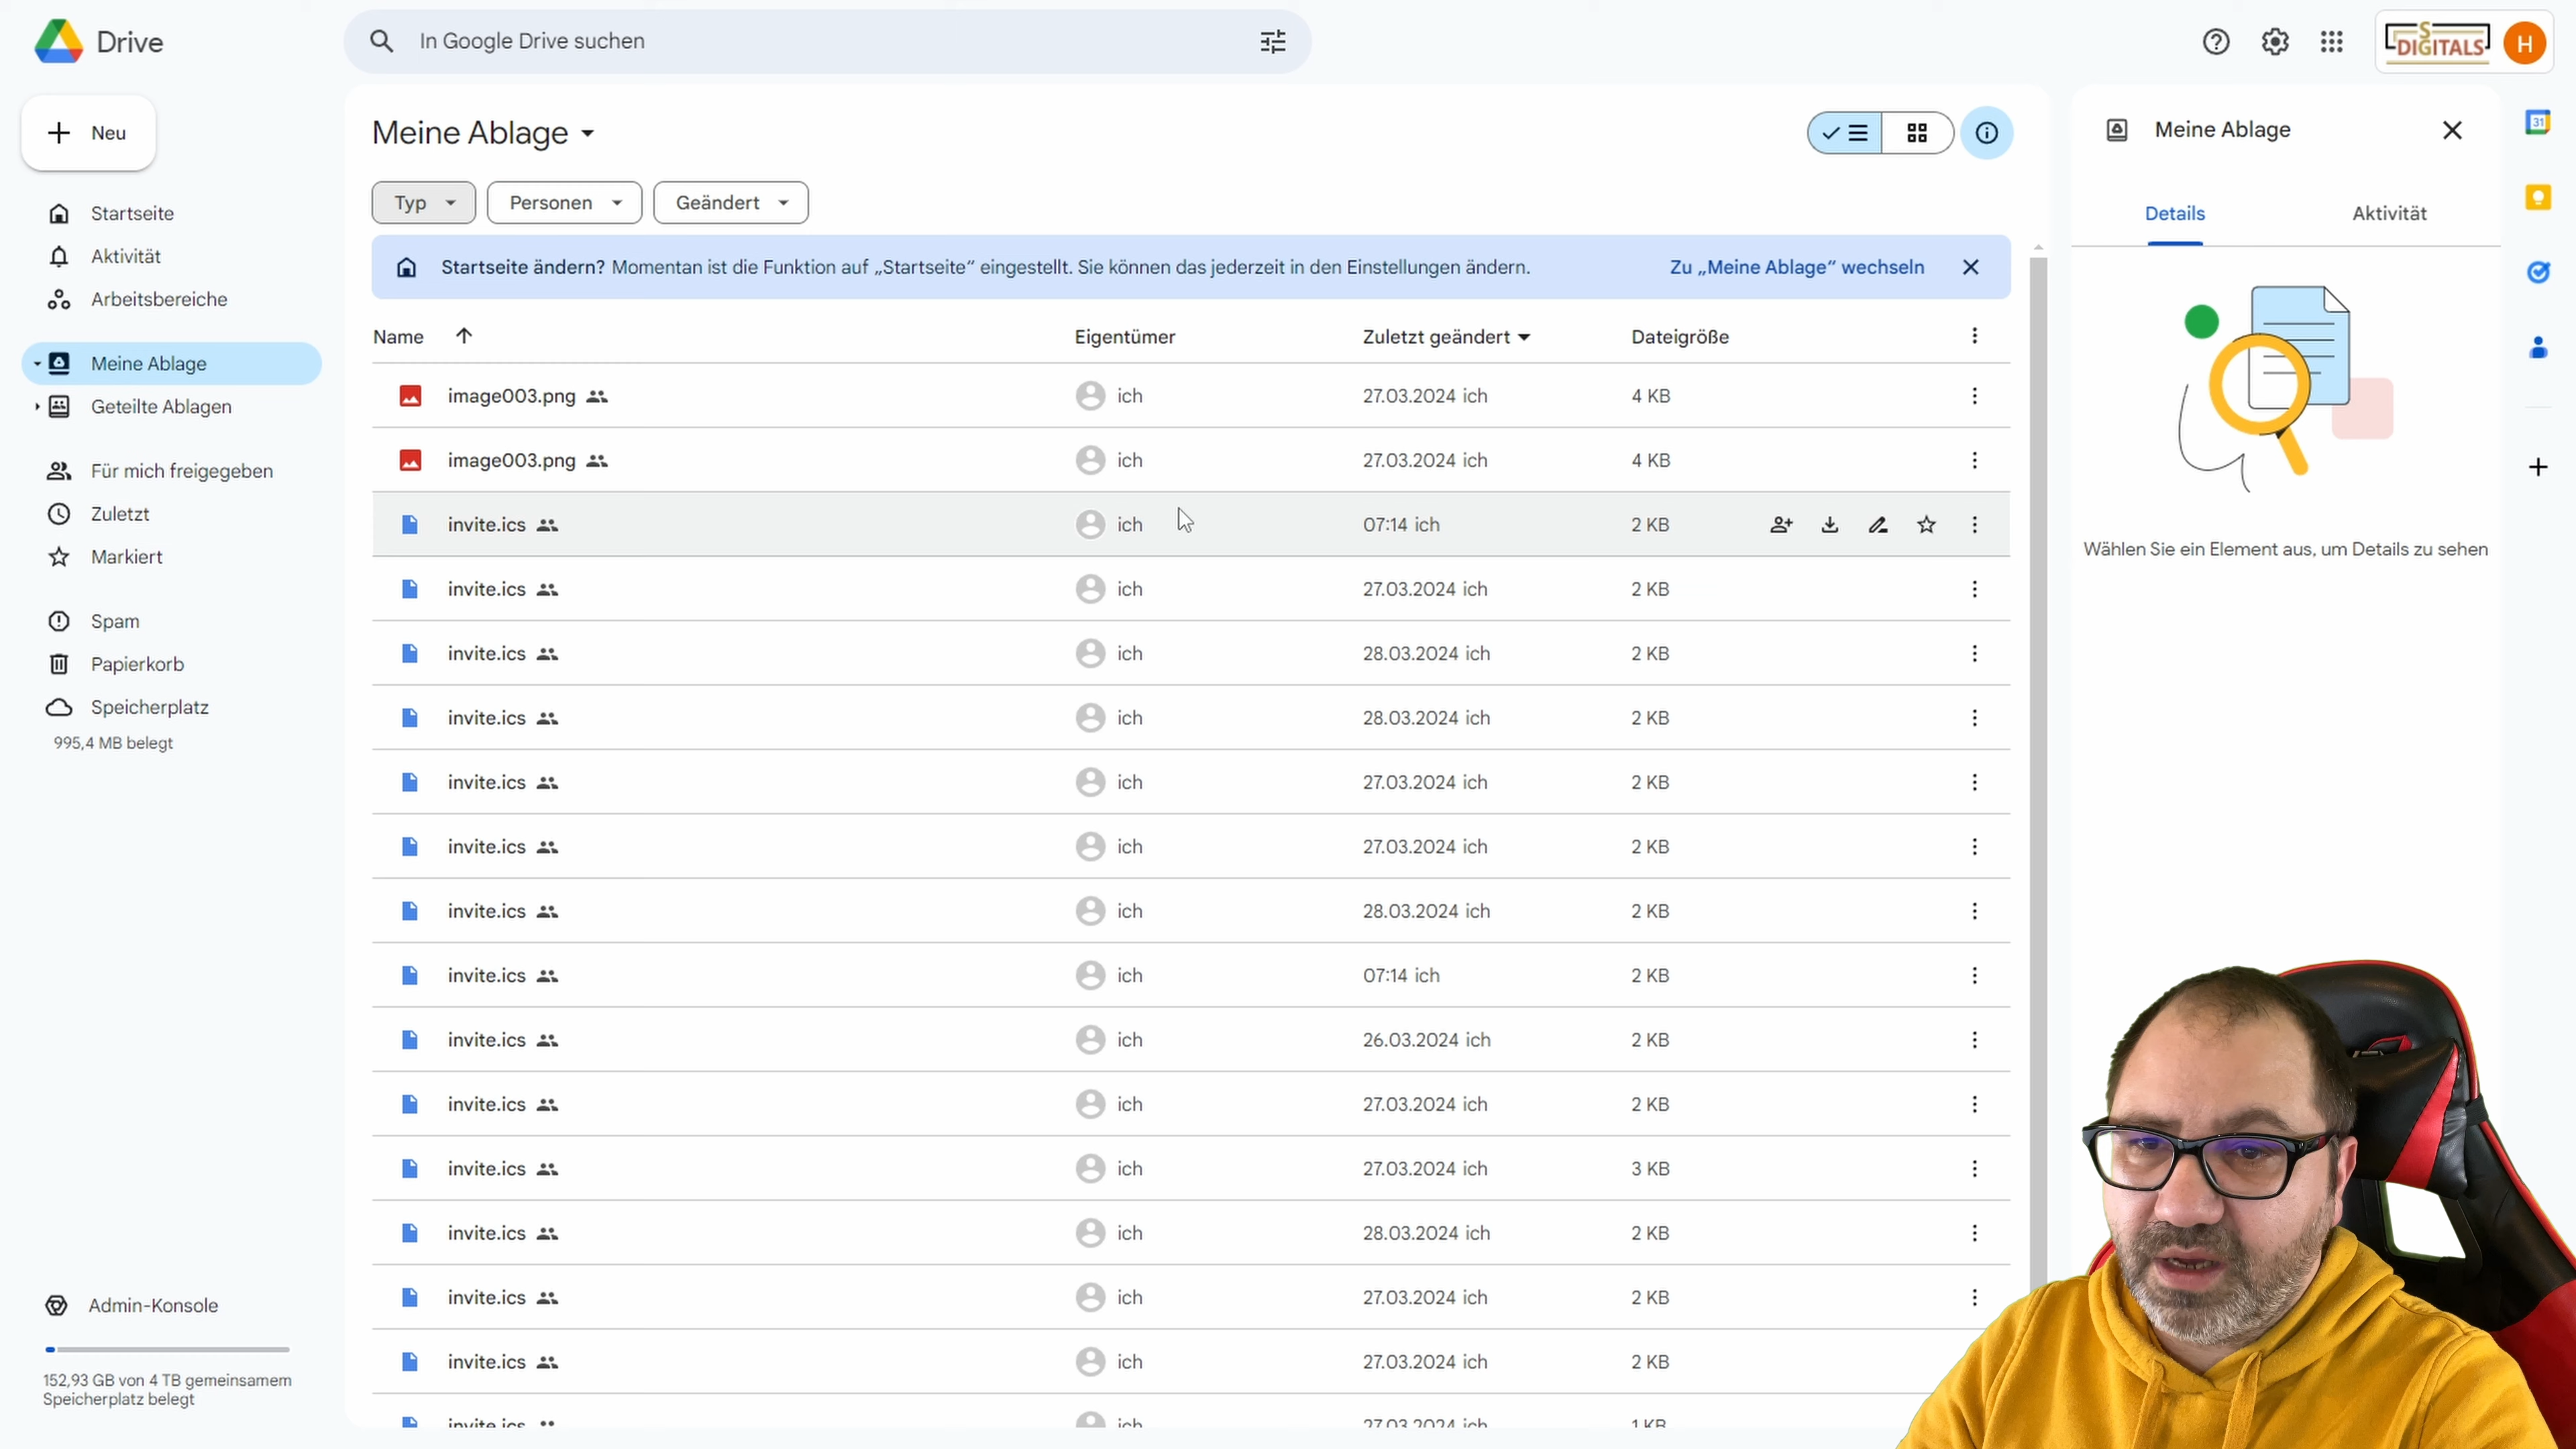 Drive
In Google Drive suchen
S
DIGITALS
H
Neu
Startseite
Aktivität
Arbeitsbereiche
Meine Ablage
Geteilte Ablagen
Für mich freigegeben
Zuletzt
Markiert
Spam
Papierkorb
Speicherplatz
995,4 MB belegt
Admin-Konsole
152,93 GB von 4 TB gemeinsamem
Speicherplatz belegt
Meine Ablage
Typ Personen Geändert
Startseite ändern? Momentan ist die Funktion auf „Startseite“ eingestellt. Sie können das jederzeit in den Einstellungen ändern. Zu „Meine Ablage“ wechseln
Name Eigentümer Zuletzt geändert Dateigröße
image003.png ich 27.03.2024 ich 4 KB
image003.png ich 27.03.2024 ich 4 KB
invite.ics ich 07:14 ich 2 KB
invite.ics ich 27.03.2024 ich 2 KB
invite.ics ich 28.03.2024 ich 2 KB
invite.ics ich 28.03.2024 ich 2 KB
invite.ics ich 27.03.2024 ich 2 KB
invite.ics ich 27.03.2024 ich 2 KB
invite.ics ich 28.03.2024 ich 2 KB
invite.ics ich 07:14 ich 2 KB
invite.ics ich 26.03.2024 ich 2 KB
invite.ics ich 27.03.2024 ich 2 KB
invite.ics ich 27.03.2024 ich 3 KB
invite.ics ich 28.03.2024 ich 2 KB
invite.ics ich 27.03.2024 ich 2 KB
invite.ics ich 27.03.2024 ich 2 KB
invite.ics ich 27.03.2024 ich 1 KB
Meine Ablage
Details Aktivität
Wählen Sie ein Element aus, um Details zu sehen
31